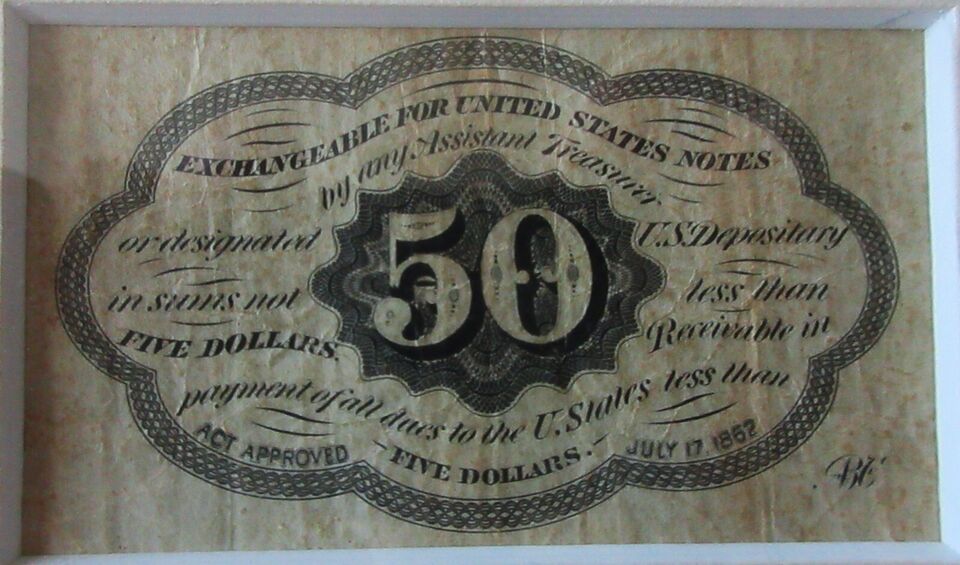 EXCHANGEABLE FOR UNITED STATES NOTES
by any Assistant Treasurer
or designated U.S. Depositary
in sums not less than
FIVE DOLLARS. Receivable in
payment of all dues to the U. States less than
FIVE DOLLARS.
ACT APPROVED JULY 17, 1862
50